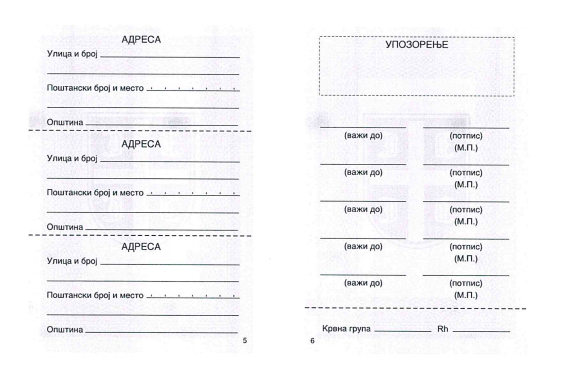 АДРЕСА
Улица и број
Поштански број и место
Општина
АДРЕСА
Улица и број
Поштански број и место
Општина
АДРЕСА
Улица и број
Поштански број и место
Општина
5
УПОЗОРЕЊЕ
(важи до) (потпис)
(М.П.)
(важи до) (потпис)
(М.П.)
(важи до) (потпис)
(М.П.)
(важи до) (потпис)
(М.П.)
(важи до) (потпис)
(М.П.)
Крвна група Rh
6